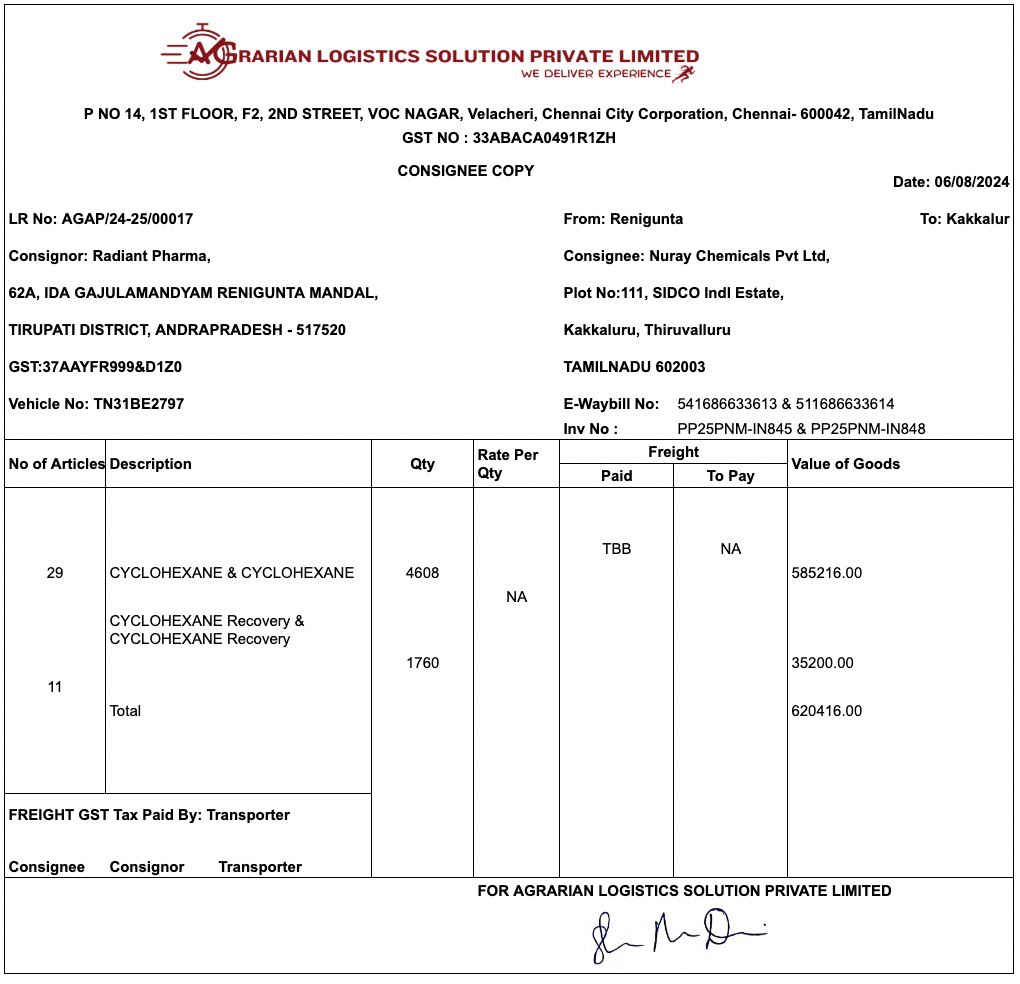 AGRARIAN LOGISTICS SOLUTION PRIVATE LIMITED
WE DELIVER EXPERIENCE
P NO 14, 1ST FLOOR, F2, 2ND STREET, VOC NAGAR, Velacheri, Chennai City Corporation, Chennai- 600042, TamilNadu
GST NO : 33ABACA0491R1ZH
CONSIGNEE COPY
Date: 06/08/2024
LR No: AGAP/24-25/00017 From: Renigunta To: Kakkalur
Consignor: Radiant Pharma, Consignee: Nuray Chemicals Pvt Ltd,
62A, IDA GAJULAMANDYAM RENIGUNTA MANDAL, Plot No:111, SIDCO Indl Estate,
TIRUPATI DISTRICT, ANDRAPRADESH - 517520 Kakkaluru, Thiruvalluru
GST:37AAYFR999&D1Z0 TAMILNADU 602003
Vehicle No: TN31BE2797 E-Waybill No: 541686633613 & 511686633614
Inv No : PP25PNM-IN845 & PP25PNM-IN848
No of Articles Description Qty Rate Per Qty Freight Value of Goods
Paid To Pay
TBB NA
29 CYCLOHEXANE & CYCLOHEXANE 4608 585216.00
NA
CYCLOHEXANE Recovery &
CYCLOHEXANE Recovery
1760 35200.00
11
Total 620416.00
FREIGHT GST Tax Paid By: Transporter
Consignee Consignor Transporter
FOR AGRARIAN LOGISTICS SOLUTION PRIVATE LIMITED